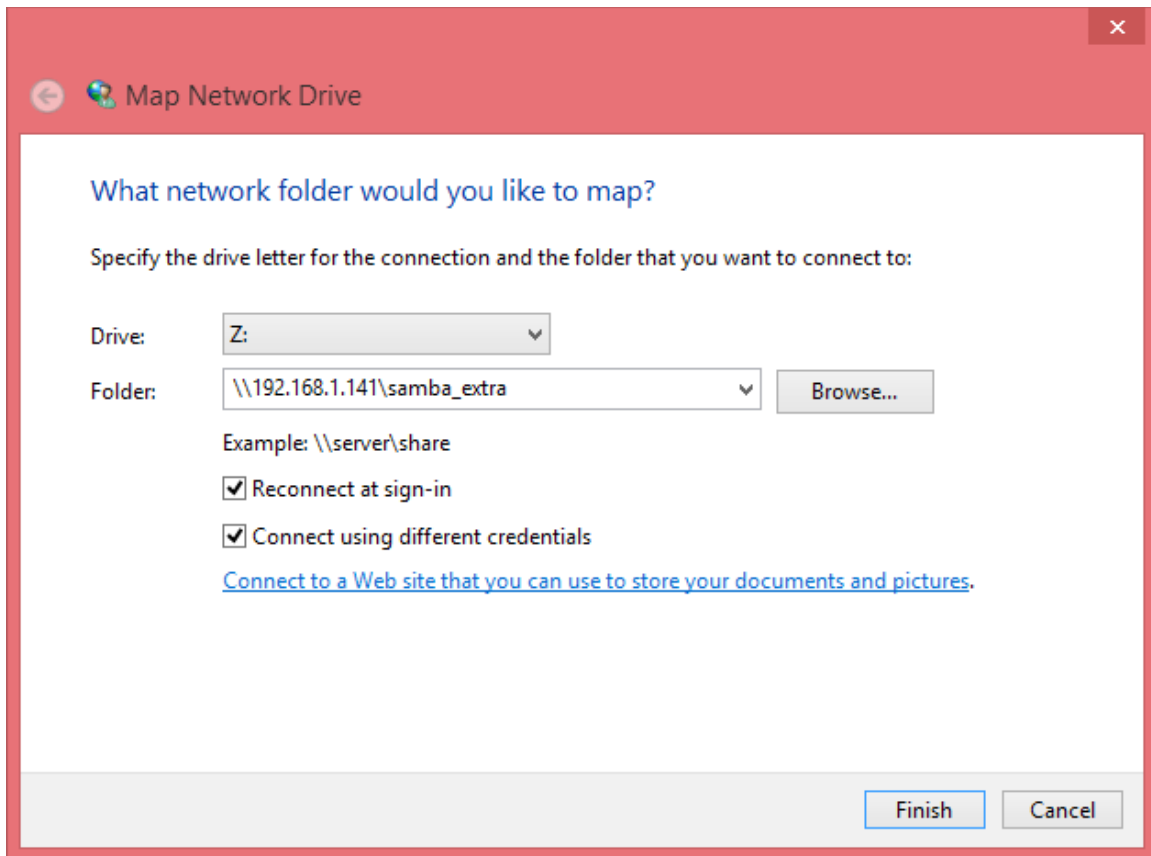 Map Network Drive
What network folder would you like to map?
Specify the drive letter for the connection and the folder that you want to connect to:
Drive: Z:
Folder: \\192.168.1.141\samba_extra Browse...
Example: \\server\share
Reconnect at sign-in
Connect using different credentials
Connect to a Web site that you can use to store your documents and pictures.
Finish Cancel